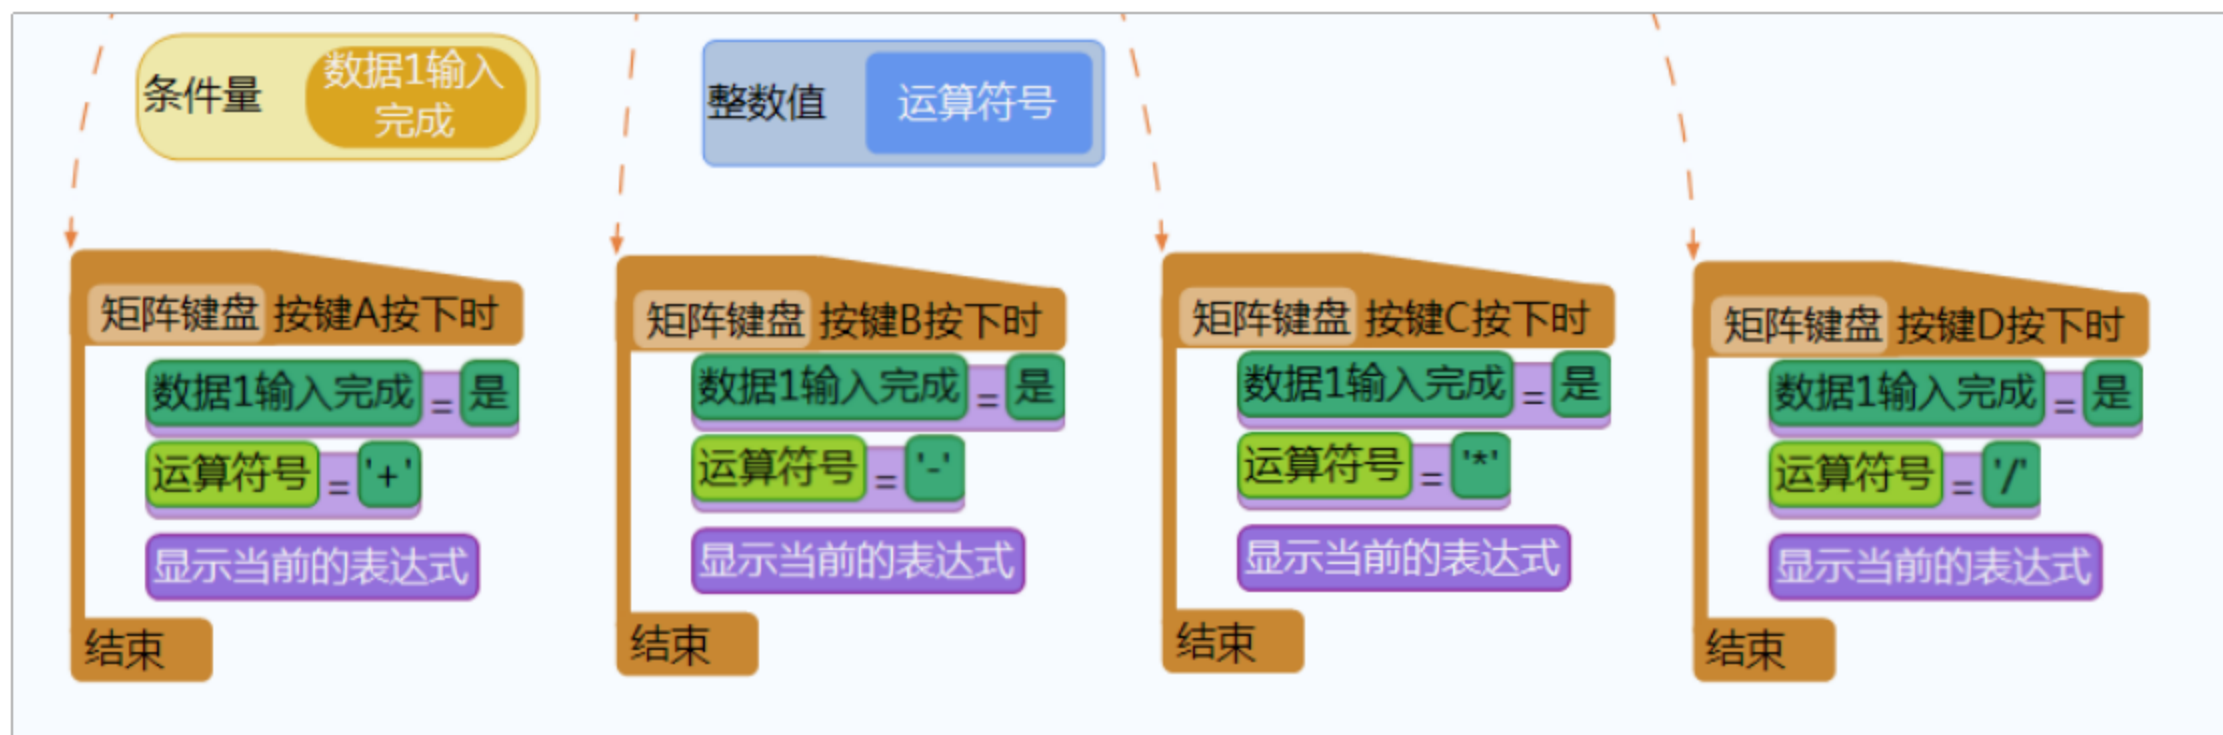 条件量 数据1输入
完成
整数值 运算符号
矩阵键盘 按键A按下时
数据1输入完成 = 是
运算符号 = '+'
显示当前的表达式
结束
矩阵键盘 按键B按下时
数据1输入完成 = 是
运算符号 = '-'
显示当前的表达式
结束
矩阵键盘 按键C按下时
数据1输入完成 = 是
运算符号 = '*'
显示当前的表达式
结束
矩阵键盘 按键D按下时
数据1输入完成 = 是
运算符号 = '/'
显示当前的表达式
结束